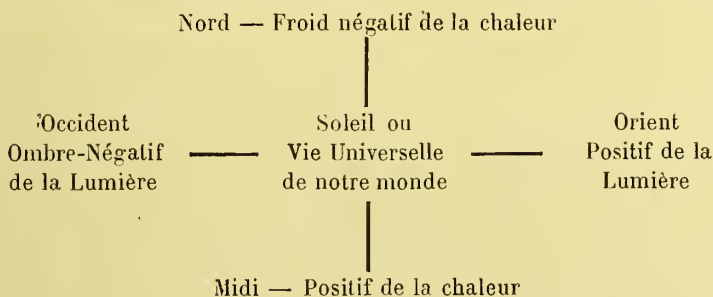 Nord — Froid négatif de la chaleur
Occident
Ombre-Négatif
de la Lumière
Soleil ou
Vie Universelle
de notre monde
Orient
Positif de la
Lumière
Midi — Positif de la chaleur